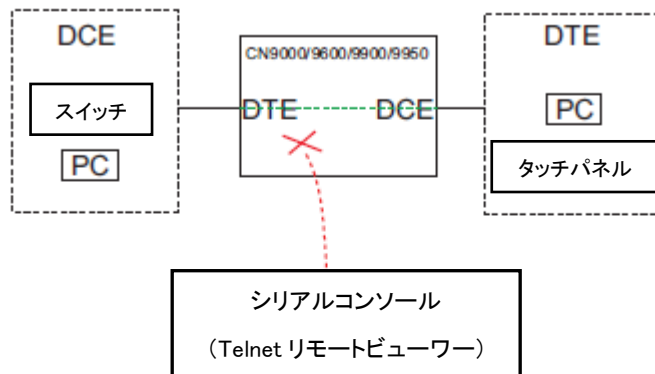 DCE
スイッチ
PC
CN9000/9600/9900/9950
DTE
DCE
DTE
PC
タッチパネル
シリアルコンソール
(Telnet リモートビューワー)